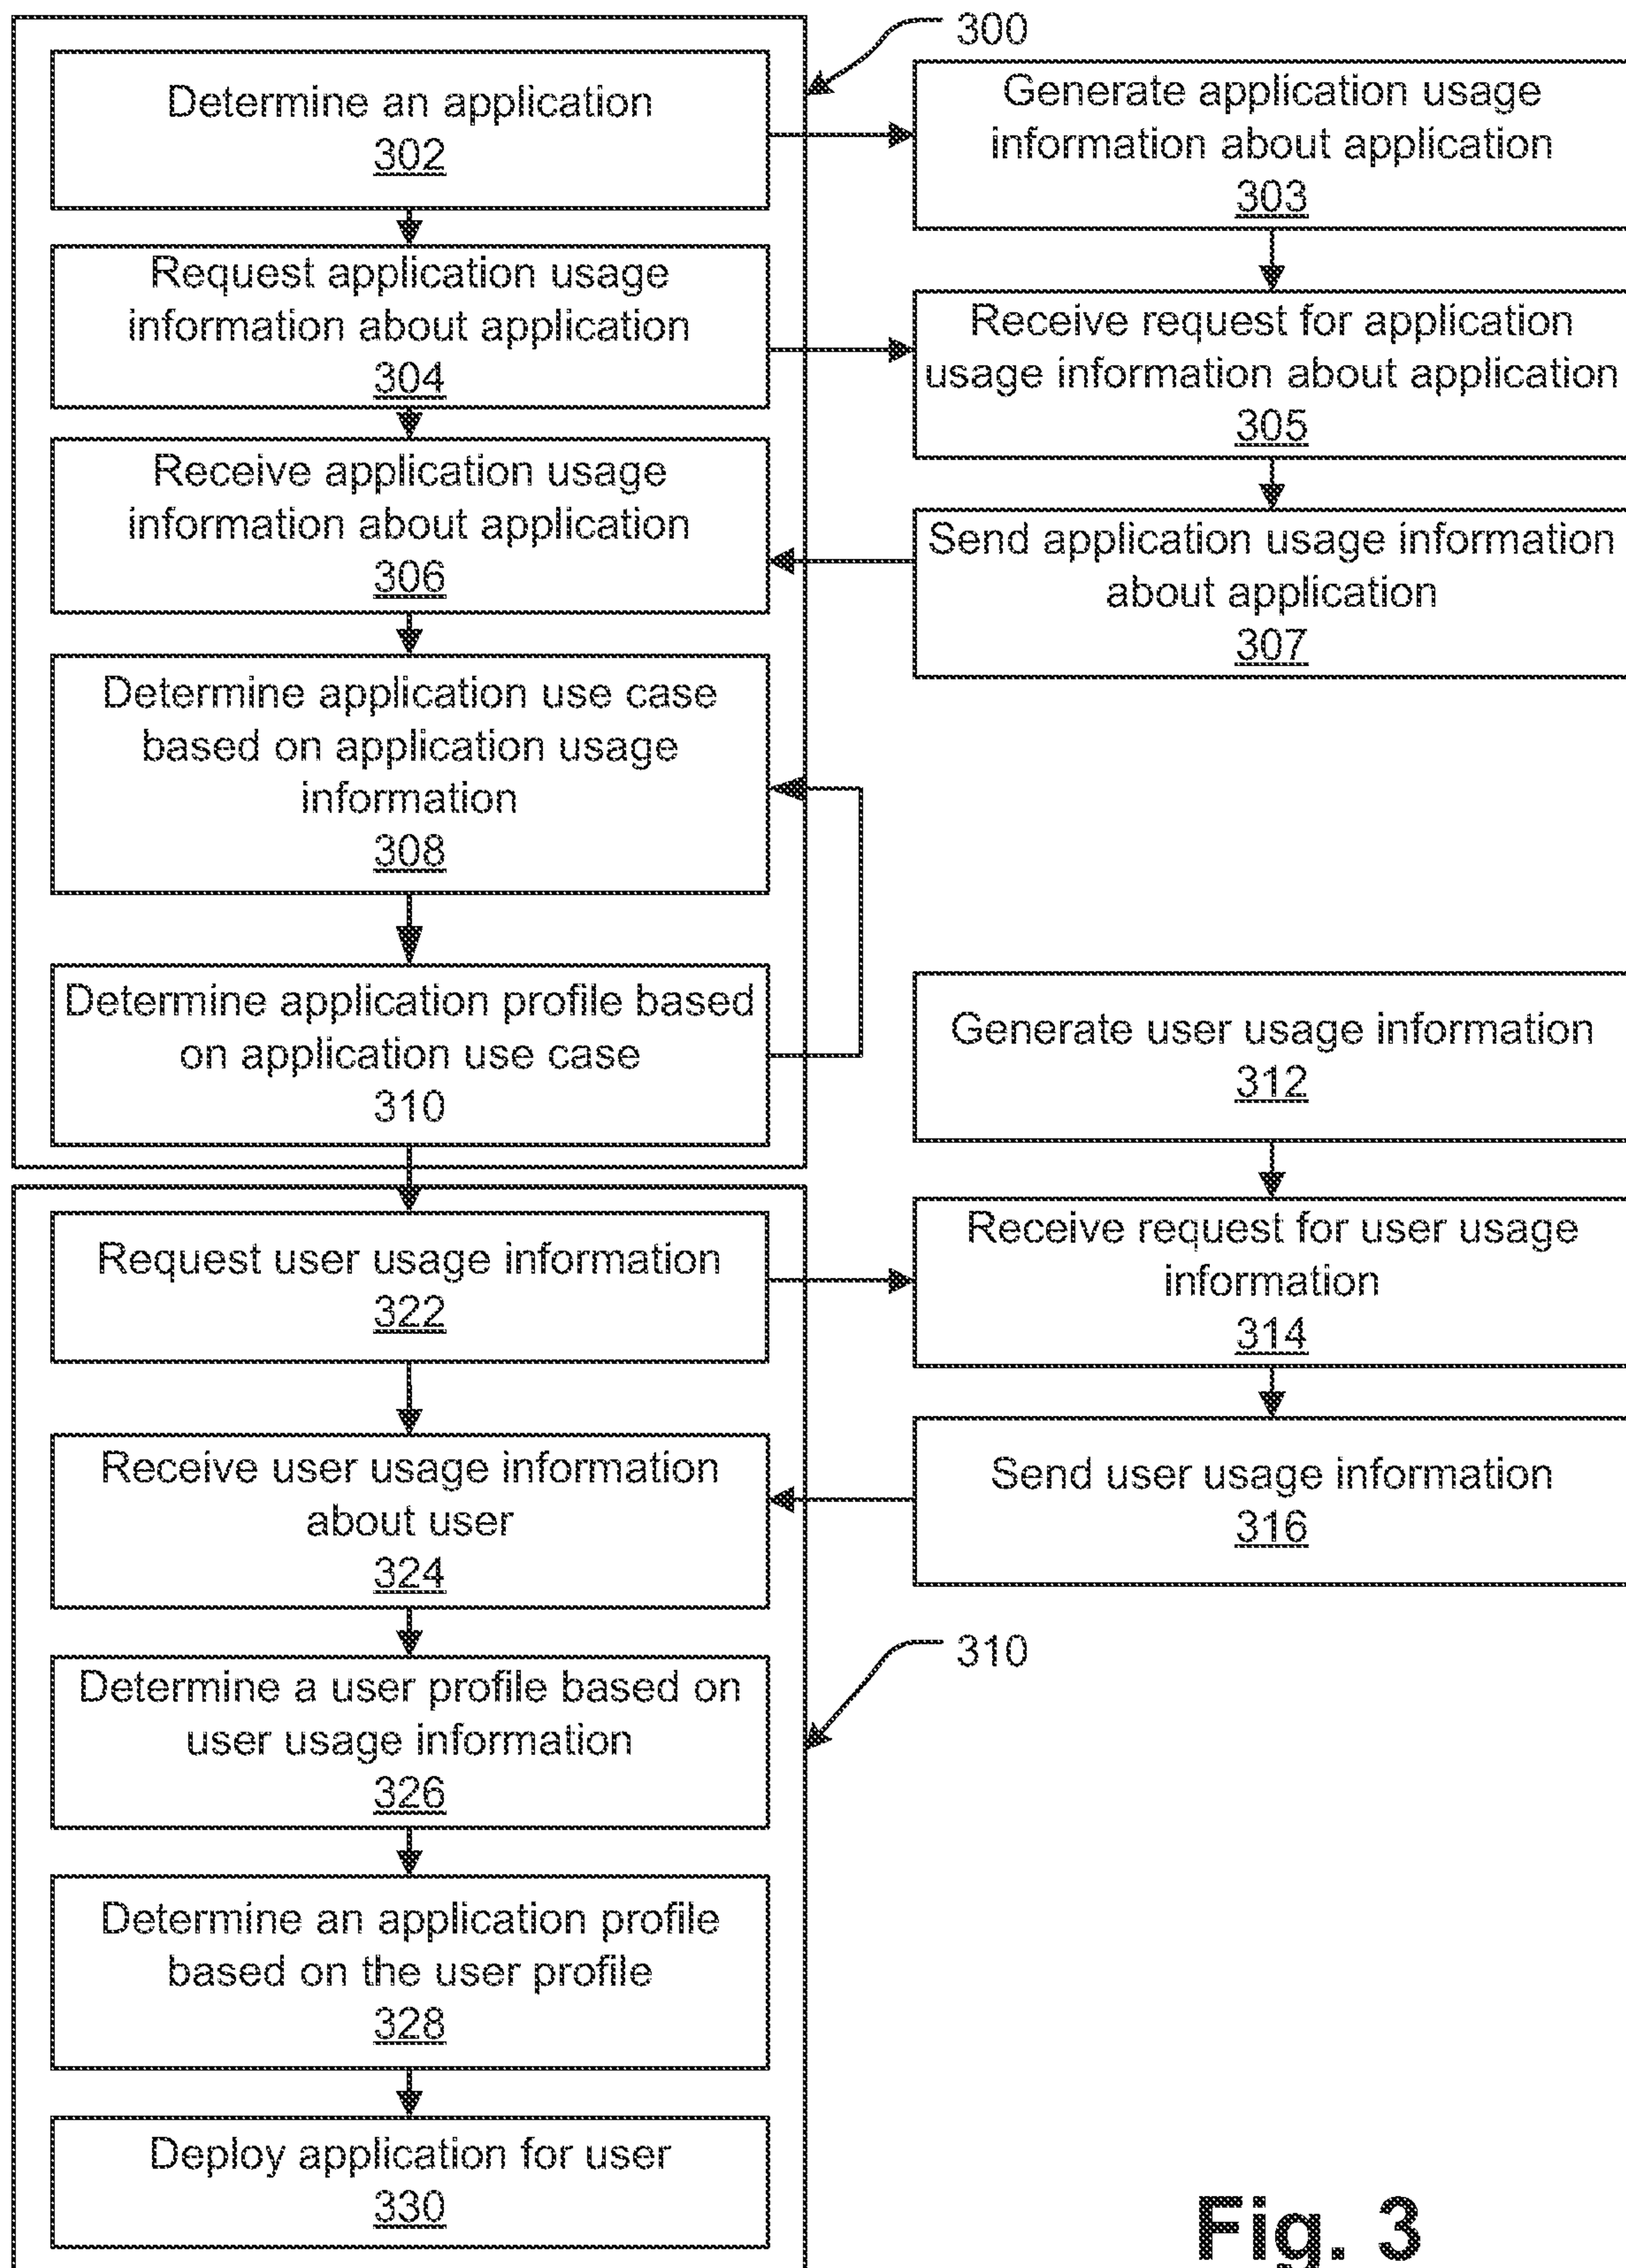 300
Determine an application
302
Generate application usage
information about application
303
Request application usage
information about application
304
Receive request for application
usage information about application
305
Receive application usage
information about application
306
Send application usage information
about application
307
Determine application use case
based on application usage
information
308
Determine application profile based
on application use case
310
Generate user usage information
312
Request user usage information
322
Receive request for user usage
information
314
Receive user usage information
about user
324
Send user usage information
316
310
Determine a user profile based on
user usage information
326
Determine an application profile
based on the user profile
328
Deploy application for user
330
Fig. 3